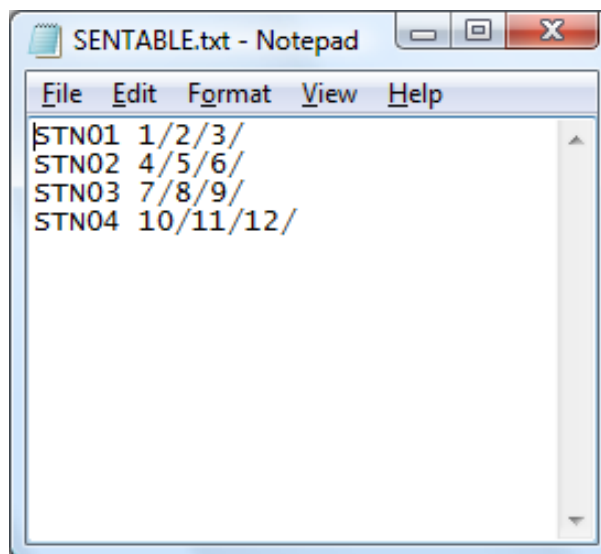 SENTABLE.txt - Notepad
File Edit Format View Help
STN01 1/2/3/
STN02 4/5/6/
STN03 7/8/9/
STN04 10/11/12/